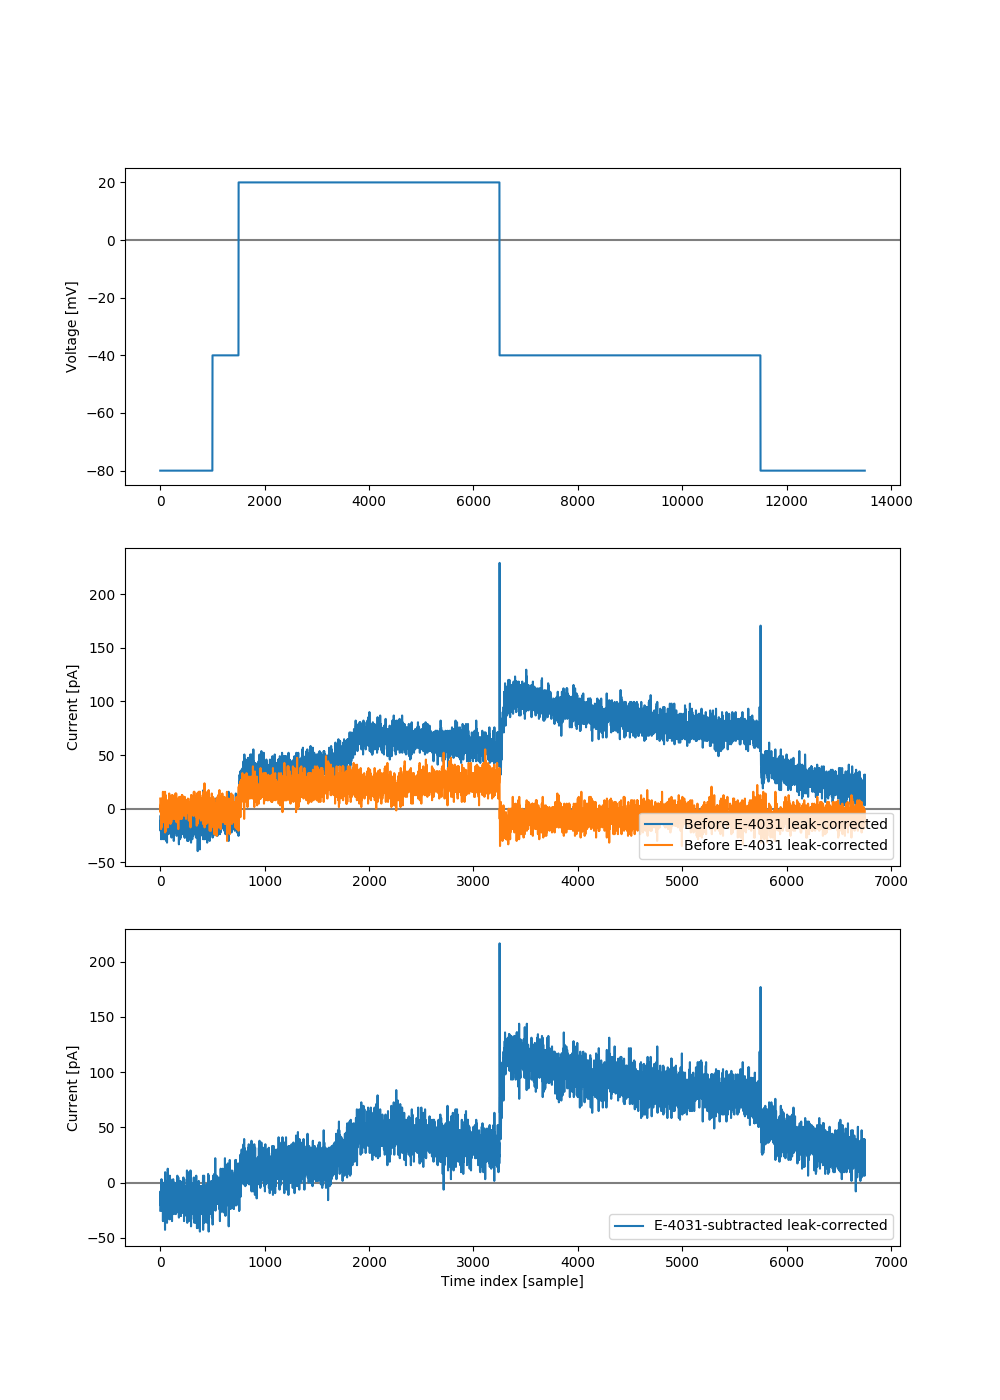 20
0
−20
−40
−60
−80
Voltage [mV]
0 2000 4000 6000 8000 10000 12000 14000
200
150
100
50
0
−50
Current [pA]
Before E-4031 leak-corrected
Before E-4031 leak-corrected
0 1000 2000 3000 4000 5000 6000 7000
200
150
100
50
0
−50
Current [pA]
E-4031-subtracted leak-corrected
0 1000 2000 3000 4000 5000 6000 7000
Time index [sample]